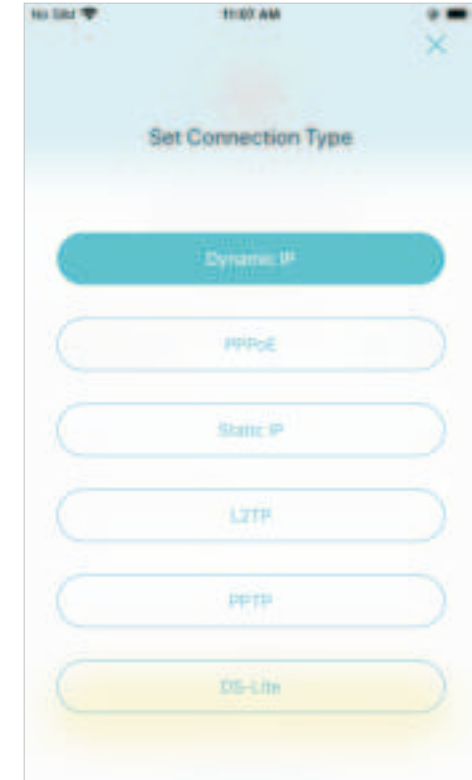 No SIM 11:07 AM
Set Connection Type
Dynamic IP
PPPoE
Static IP
L2TP
PPTP
DS-Lite